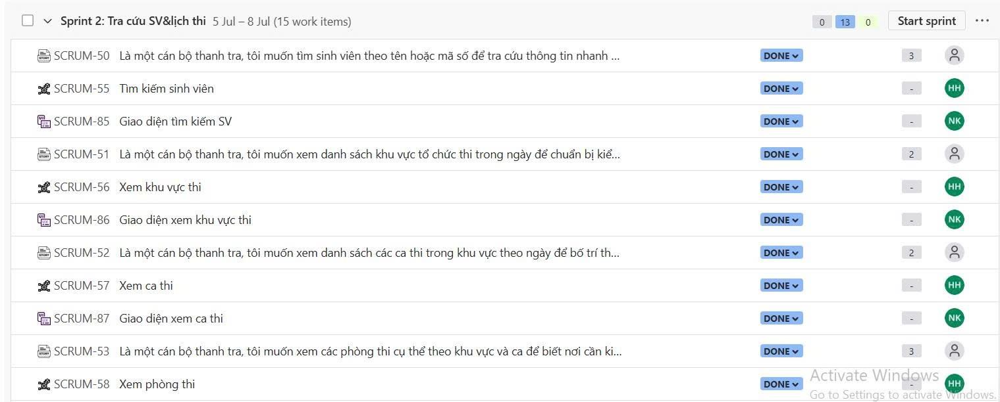 Sprint 2: Tra cứu SV&lịch thi 5 Jul – 8 Jul (15 work items) 0 13 0 Start sprint
STORY SCRUM-50 Là một cán bộ thanh tra, tôi muốn tìm sinh viên theo tên hoặc mã số để tra cứu thông tin nhanh ... DONE 3
SCRUM-55 Tìm kiếm sinh viên DONE - HH
UI UX SCRUM-85 Giao diện tìm kiếm SV DONE - NK
STORY SCRUM-51 Là một cán bộ thanh tra, tôi muốn xem danh sách khu vực tổ chức thi trong ngày để chuẩn bị kiể... DONE 2
SCRUM-56 Xem khu vực thi DONE - HH
UI UX SCRUM-86 Giao diện xem khu vực thi DONE - NK
STORY SCRUM-52 Là một cán bộ thanh tra, tôi muốn xem danh sách các ca thi trong khu vực theo ngày để bố trí th... DONE 2
SCRUM-57 Xem ca thi DONE - HH
UI UX SCRUM-87 Giao diện xem ca thi DONE - NK
STORY SCRUM-53 Là một cán bộ thanh tra, tôi muốn xem các phòng thi cụ thể theo khu vực và ca để biết nơi cần ki... DONE 3
SCRUM-58 Xem phòng thi DONE - HH
Activate Windows
Go to Settings to activate Windows.